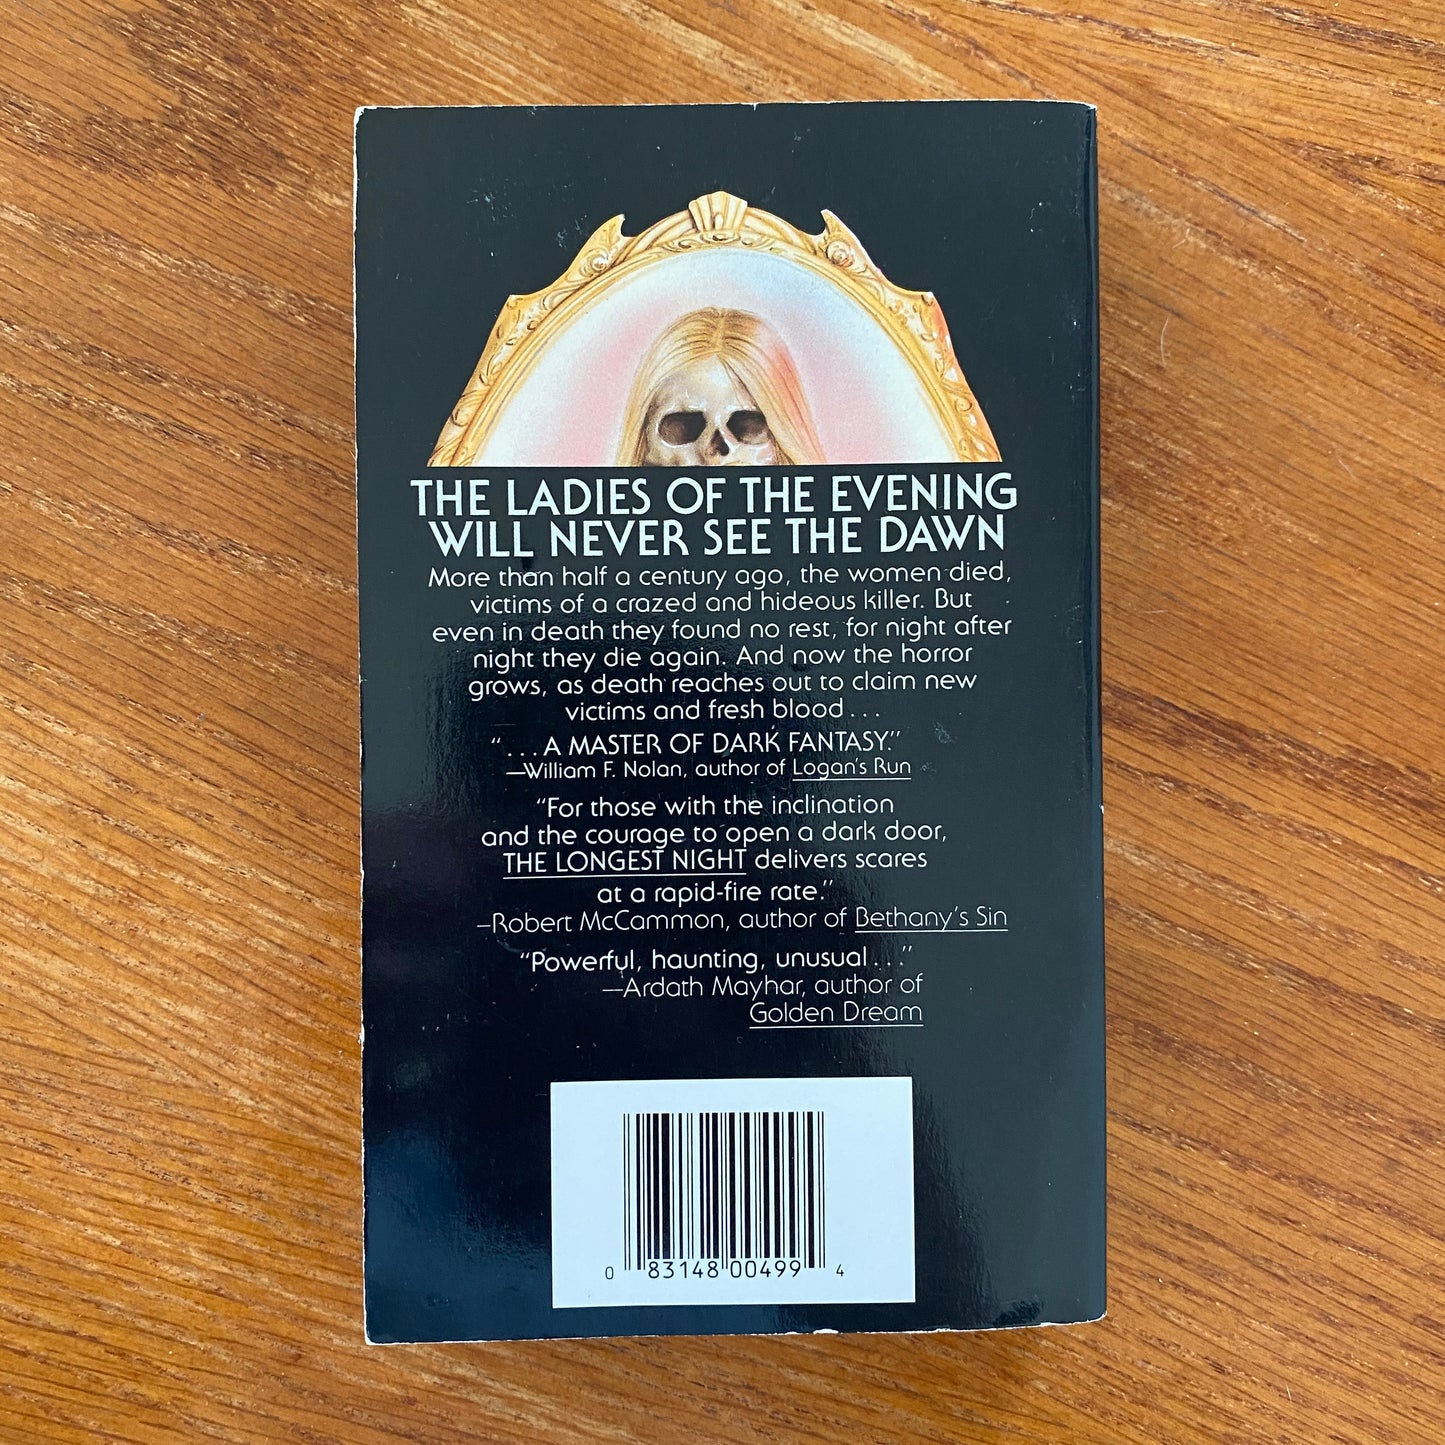 THE LADIES OF THE EVENING
WILL NEVER SEE THE DAWN
More than half a century ago, the women died,
victims of a crazed and hideous killer. But
even in death they found no rest, for night after
night they die again. And now the horror
grows, as death reaches out to claim new
victims and fresh blood . . .
". . . A MASTER OF DARK FANTASY."
—William F. Nolan, author of Logan's Run
"For those with the inclination
and the courage to open a dark door,
THE LONGEST NIGHT delivers scares
at a rapid-fire rate."
–Robert McCammon, author of Bethany's Sin
"Powerful, haunting, unusual . . ."
—Ardath Mayhar, author of
Golden Dream
0 83148 00499 4